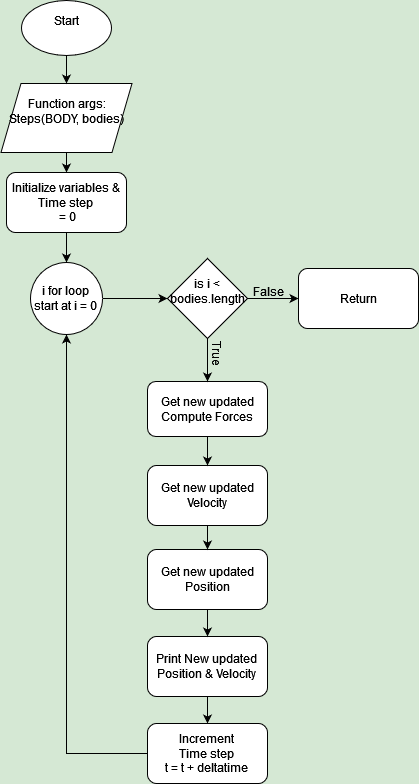 Start
Function args:
Steps(BODY, bodies)
Initialize variables &
Time step
= 0
i for loop
start at i = 0
is i <
bodies.length
False
Return
True
Get new updated
Compute Forces
Get new updated
Velocity
Get new updated
Position
Print New updated
Position & Velocity
Increment
Time step
t = t + deltatime